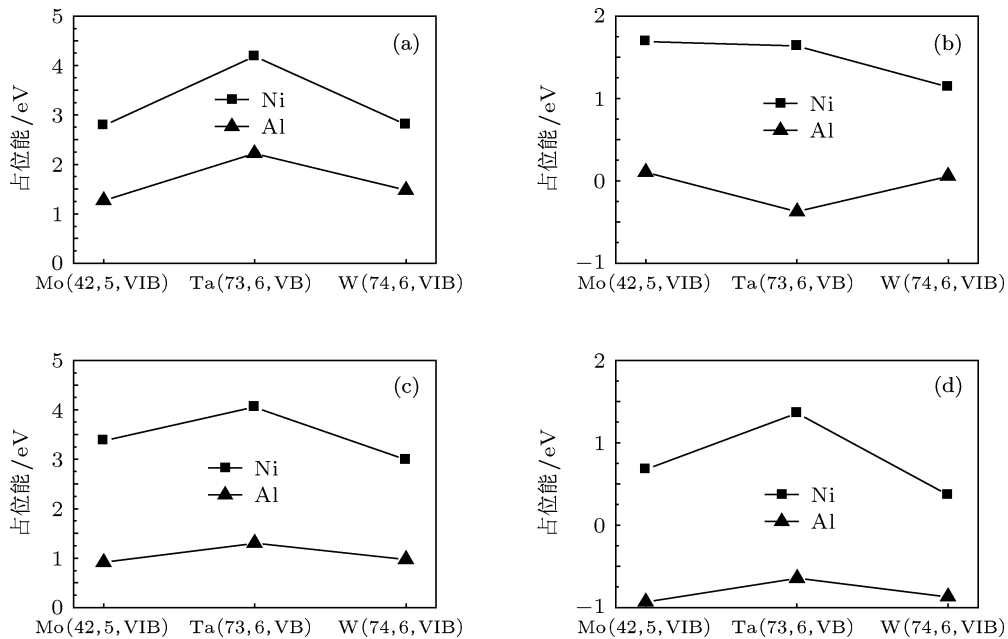 5
(a)
4
Ni
3
Al
占位能/eV
2
1
0
Mo(42,5,VIB) Ta(73,6,VB) W(74,6,VIB)
2
(b)
1
Ni
Al
占位能/eV
0
−1
Mo(42,5,VIB) Ta(73,6,VB) W(74,6,VIB)
5
(c)
4
3
Ni
Al
占位能/eV
2
1
0
Mo(42,5,VIB) Ta(73,6,VB) W(74,6,VIB)
2
(d)
1
Ni
Al
占位能/eV
0
−1
Mo(42,5,VIB) Ta(73,6,VB) W(74,6,VIB)